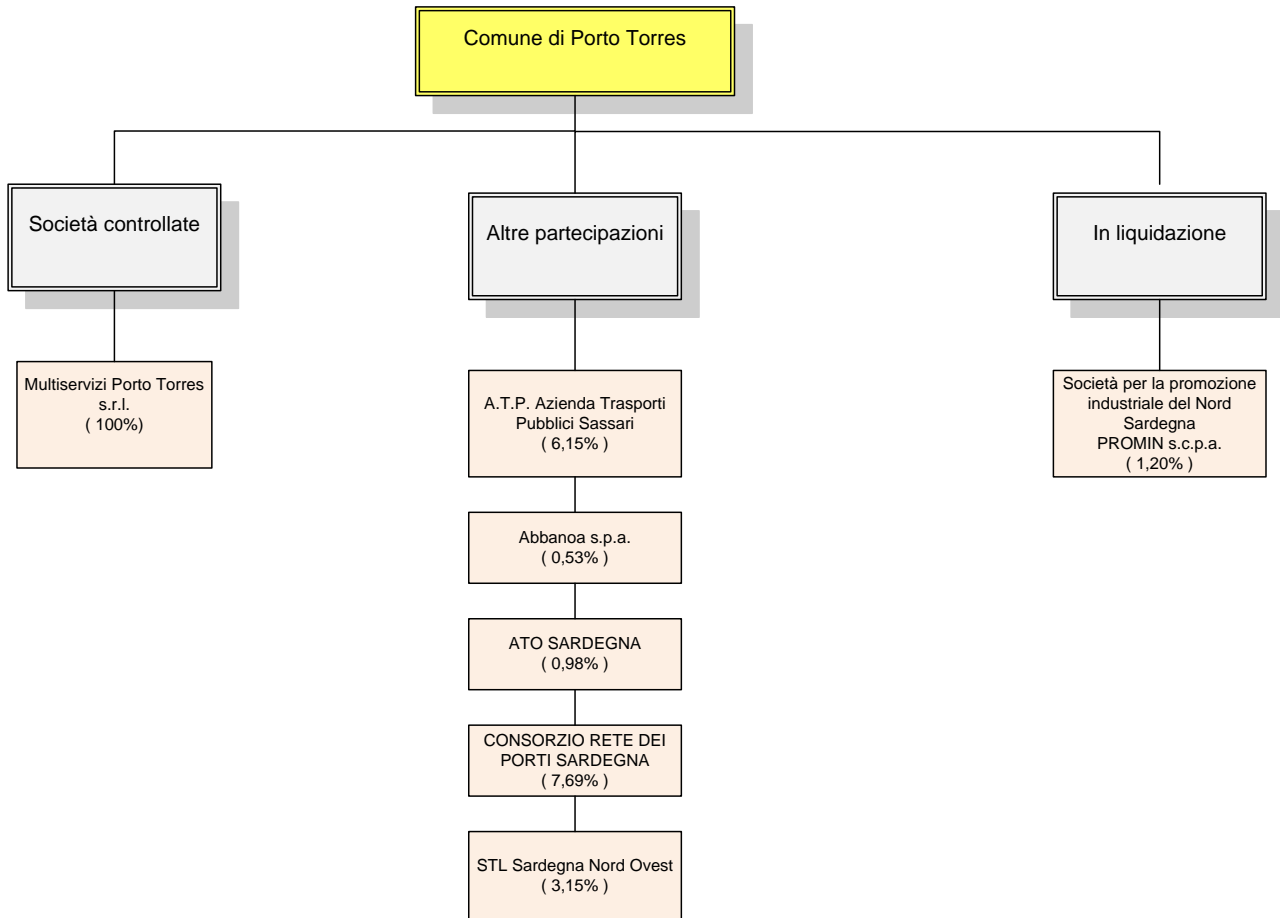 Comune di Porto Torres
Società controllate
Altre partecipazioni
In liquidazione
Multiservizi Porto Torres
s.r.l.
( 100%)
A.T.P. Azienda Trasporti
Pubblici Sassari
( 6,15% )
Abbanoa s.p.a.
( 0,53% )
ATO SARDEGNA
( 0,98% )
CONSORZIO RETE DEI
PORTI SARDEGNA
( 7,69% )
STL Sardegna Nord Ovest
( 3,15% )
Società per la promozione
industriale del Nord
Sardegna
PROMIN s.c.p.a.
( 1,20% )